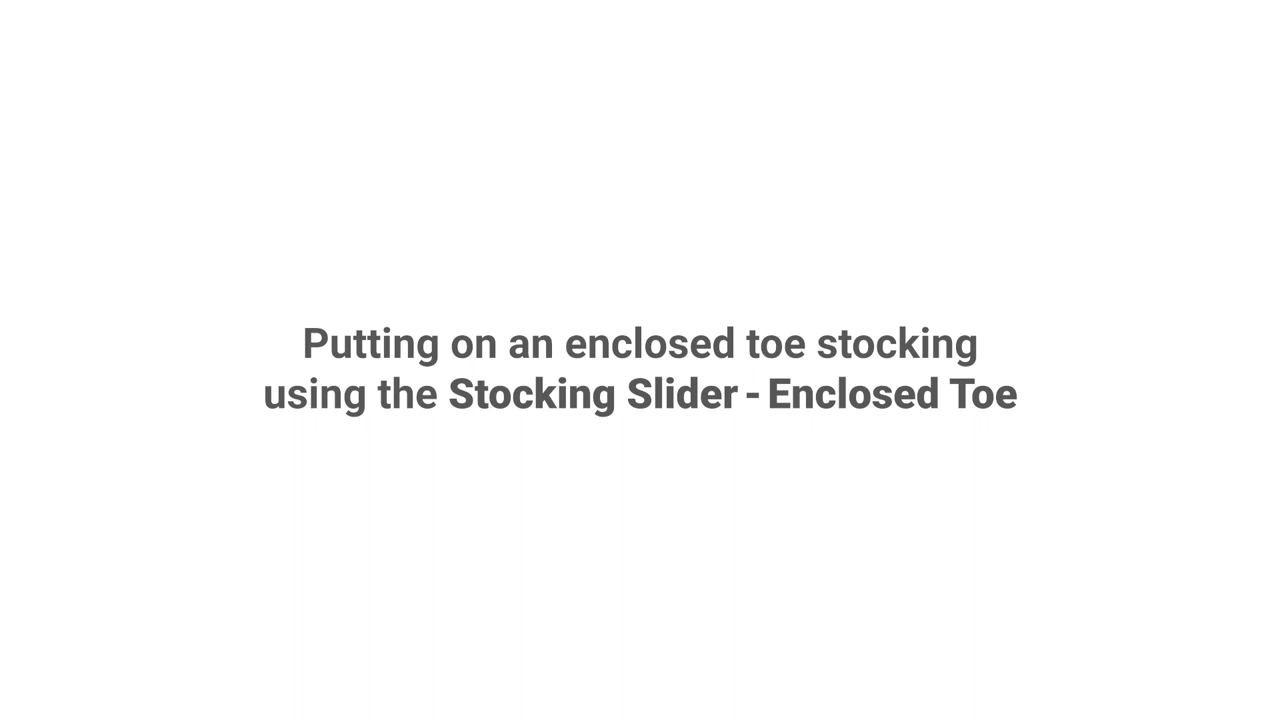 Putting on an enclosed toe stocking
using the Stocking Slider - Enclosed Toe